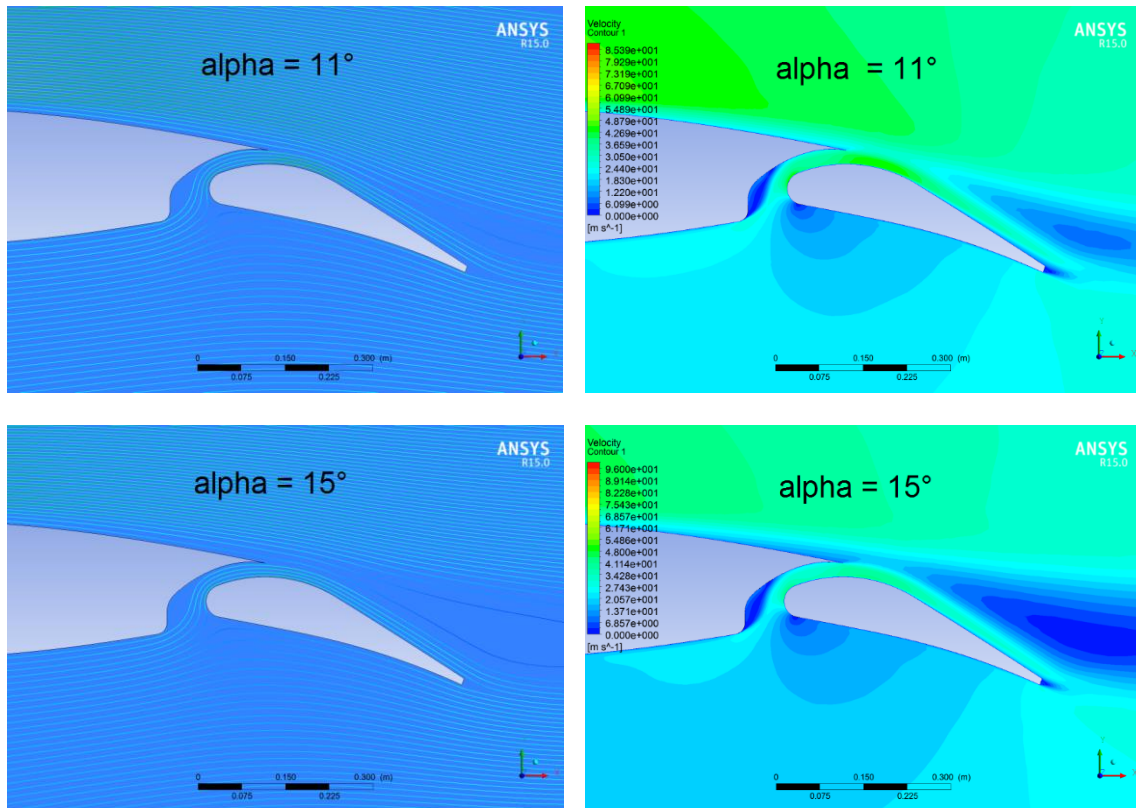 ANSYS
R15.0
alpha = 11°
0 0.150 0.300 (m)
0.075 0.225
Velocity
Contour 1
8.539e+001
7.929e+001
7.319e+001
6.709e+001
6.099e+001
5.489e+001
4.879e+001
4.269e+001
3.659e+001
3.050e+001
2.440e+001
1.830e+001
1.220e+001
6.099e+000
0.000e+000
[m s^-1]
ANSYS
R15.0
alpha = 11°
0 0.150 0.300 (m)
0.075 0.225
ANSYS
R15.0
alpha = 15°
0 0.150 0.300 (m)
0.075 0.225
Velocity
Contour 1
9.600e+001
8.914e+001
8.228e+001
7.543e+001
6.857e+001
6.171e+001
5.486e+001
4.800e+001
4.114e+001
3.428e+001
2.743e+001
2.057e+001
1.371e+001
6.857e+000
0.000e+000
[m s^-1]
ANSYS
R15.0
alpha = 15°
0 0.150 0.300 (m)
0.075 0.225